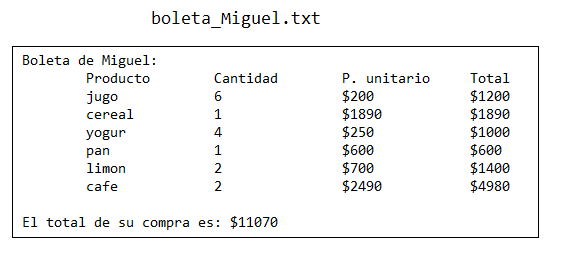 boleta_Miguel.txt
Boleta de Miguel:
Producto Cantidad P. unitario Total
jugo 6 $200 $1200
cereal 1 $1890 $1890
yogur 4 $250 $1000
pan 1 $600 $600
limon 2 $700 $1400
cafe 2 $2490 $4980
El total de su compra es: $11070